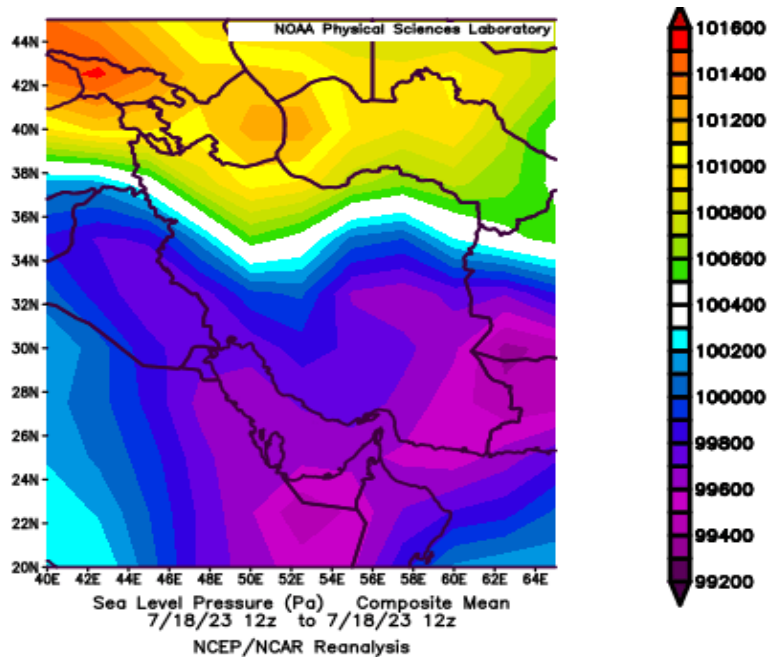 NOAA Physical Sciences Laboratory
44N
42N
40N
38N
36N
34N
32N
30N
28N
26N
24N
22N
20N
40E 42E 44E 46E 48E 50E 52E 54E 56E 58E 60E 62E 64E
101600
101400
101200
101000
100800
100600
100400
100200
100000
99800
99600
99400
99200
Sea Level Pressure (Pa) Composite Mean
7/18/23 12z to 7/18/23 12z
NCEP/NCAR Reanalysis